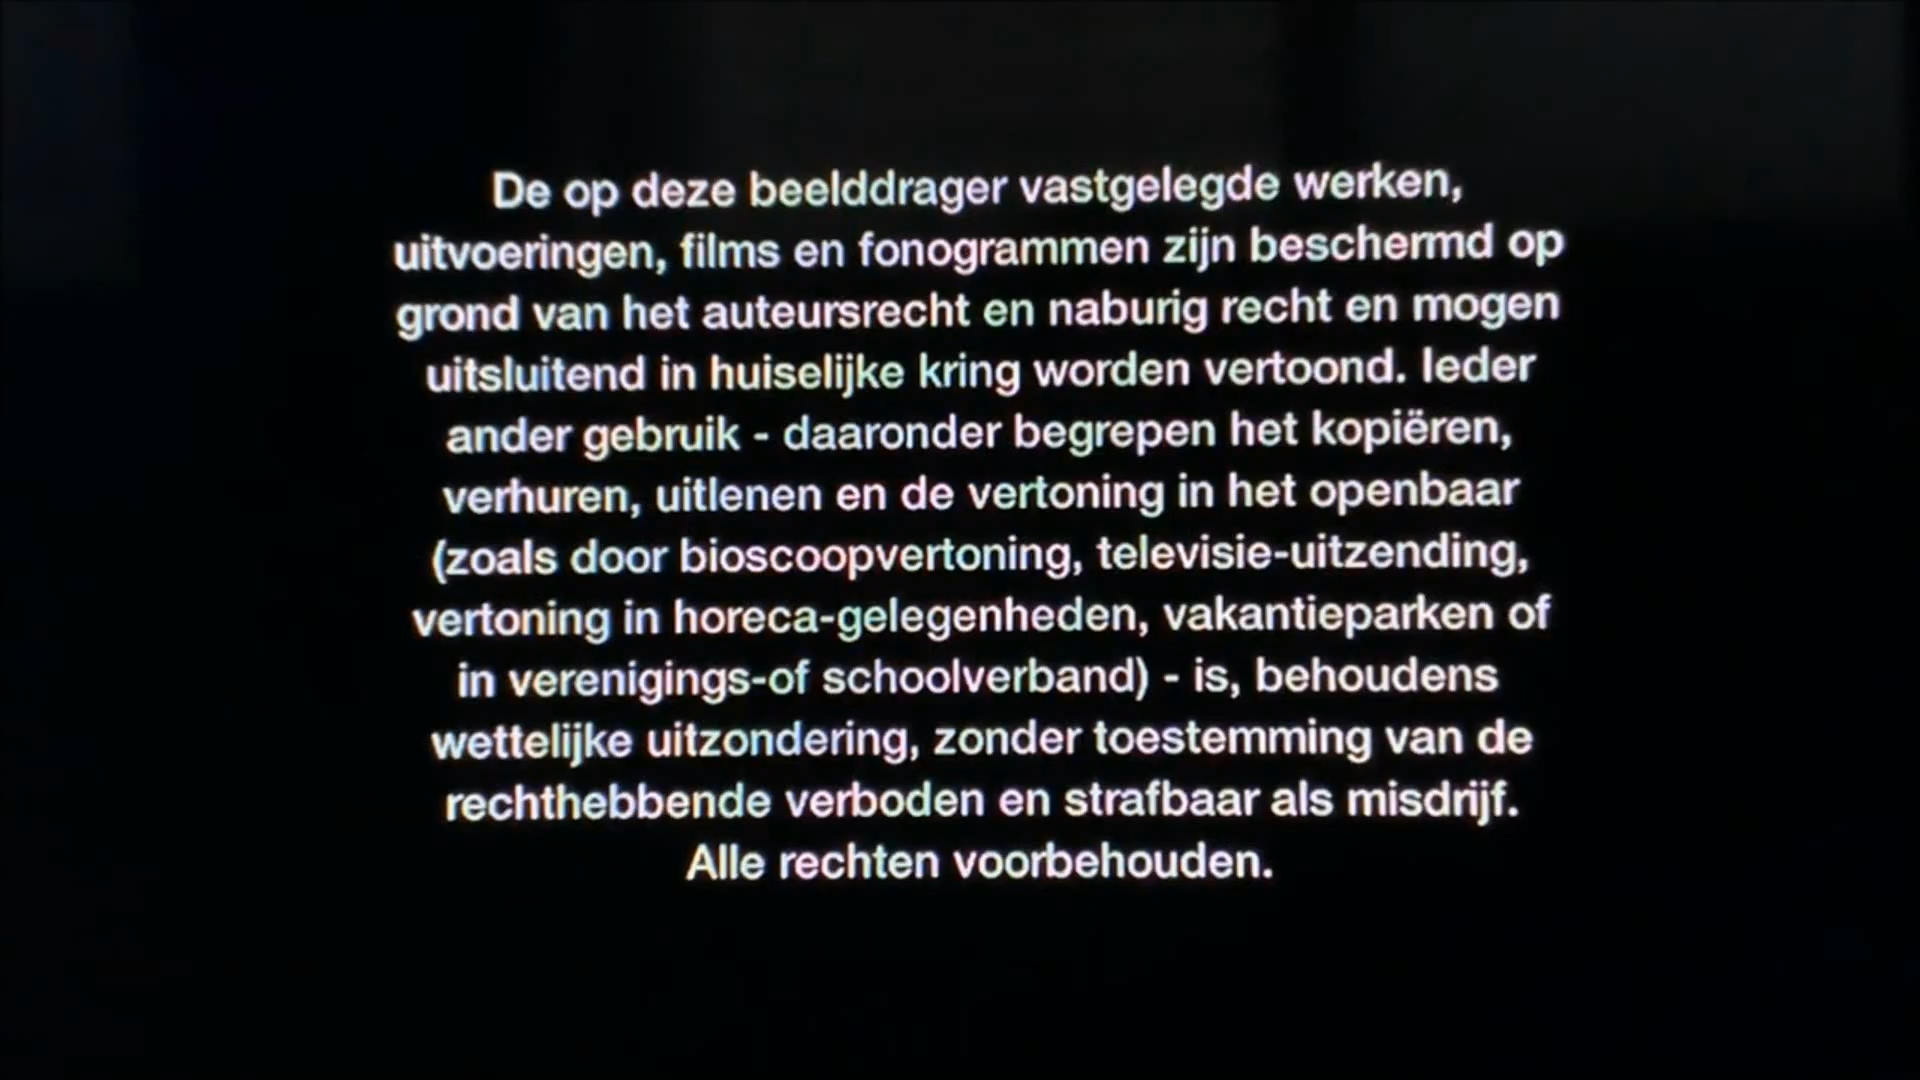 De op deze beelddrager vastgelegde werken,
uitvoeringen, films en fonogrammen zijn beschermd op
grond van het auteursrecht en naburig recht en mogen
uitsluitend in huiselijke kring worden vertoond. Ieder
ander gebruik - daaronder begrepen het kopiëren,
verhuren, uitlenen en de vertoning in het openbaar
(zoals door bioscoopvertoning, televisie-uitzending,
vertoning in horeca-gelegenheden, vakantieparken of
in verenigings-of schoolverband) - is, behoudens
wettelijke uitzondering, zonder toestemming van de
rechthebbende verboden en strafbaar als misdrijf.
Alle rechten voorbehouden.